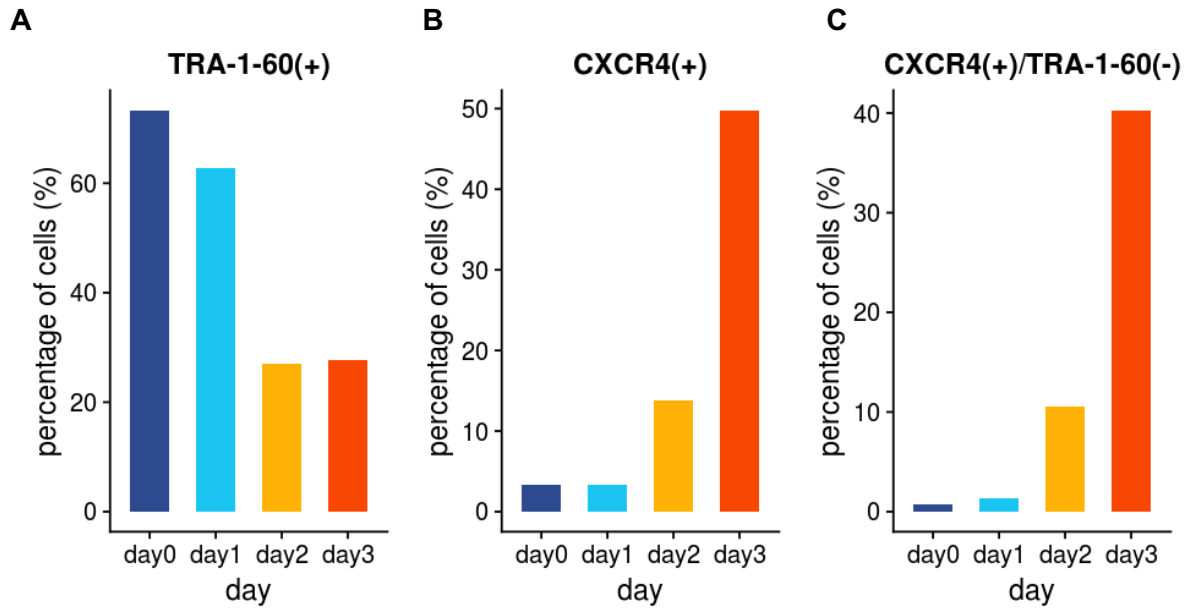 A
TRA-1-60(+)
percentage of cells (%)
60
40
20
0
day0 day1 day2 day3
day
B
CXCR4(+)
percentage of cells (%)
50
40
30
20
10
0
day0 day1 day2 day3
day
C
CXCR4(+)/TRA-1-60(-)
percentage of cells (%)
40
30
20
10
0
day0 day1 day2 day3
day